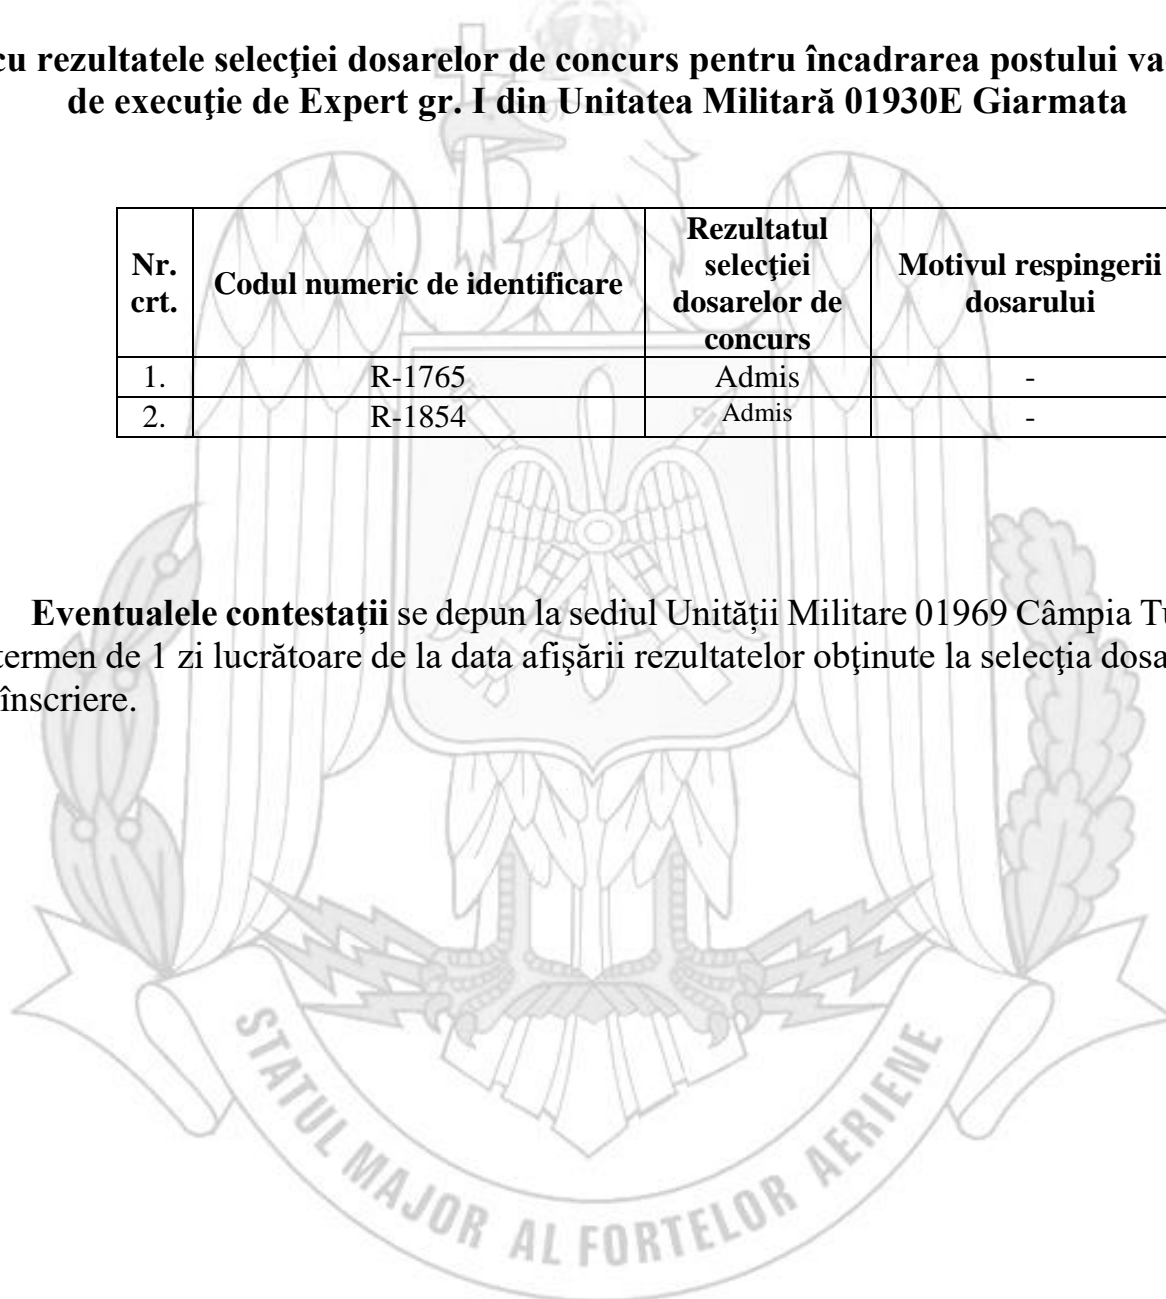 cu rezultatele selecţiei dosarelor de concurs pentru încadrarea postului va
de execuţie de Expert gr. I din Unitatea Militară 01930E Giarmata
Nr. crt. Codul numeric de identificare Rezultatul selecţiei dosarelor de concurs Motivul respingerii dosarului
1. R-1765 Admis -
2. R-1854 Admis -
Eventualele contestații se depun la sediul Unității Militare 01969 Câmpia Tu
termen de 1 zi lucrătoare de la data afişării rezultatelor obţinute la selecţia dosa
înscriere.
STATUL MAJOR AL FORTELOR AERIENE